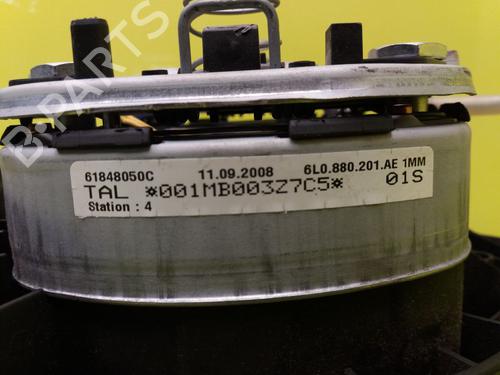 B-PARTS
61848050C 11.09.2008 6L0.880.201.AE 1MM
TAL *001MB003Z7C5* 01S
Station : 4